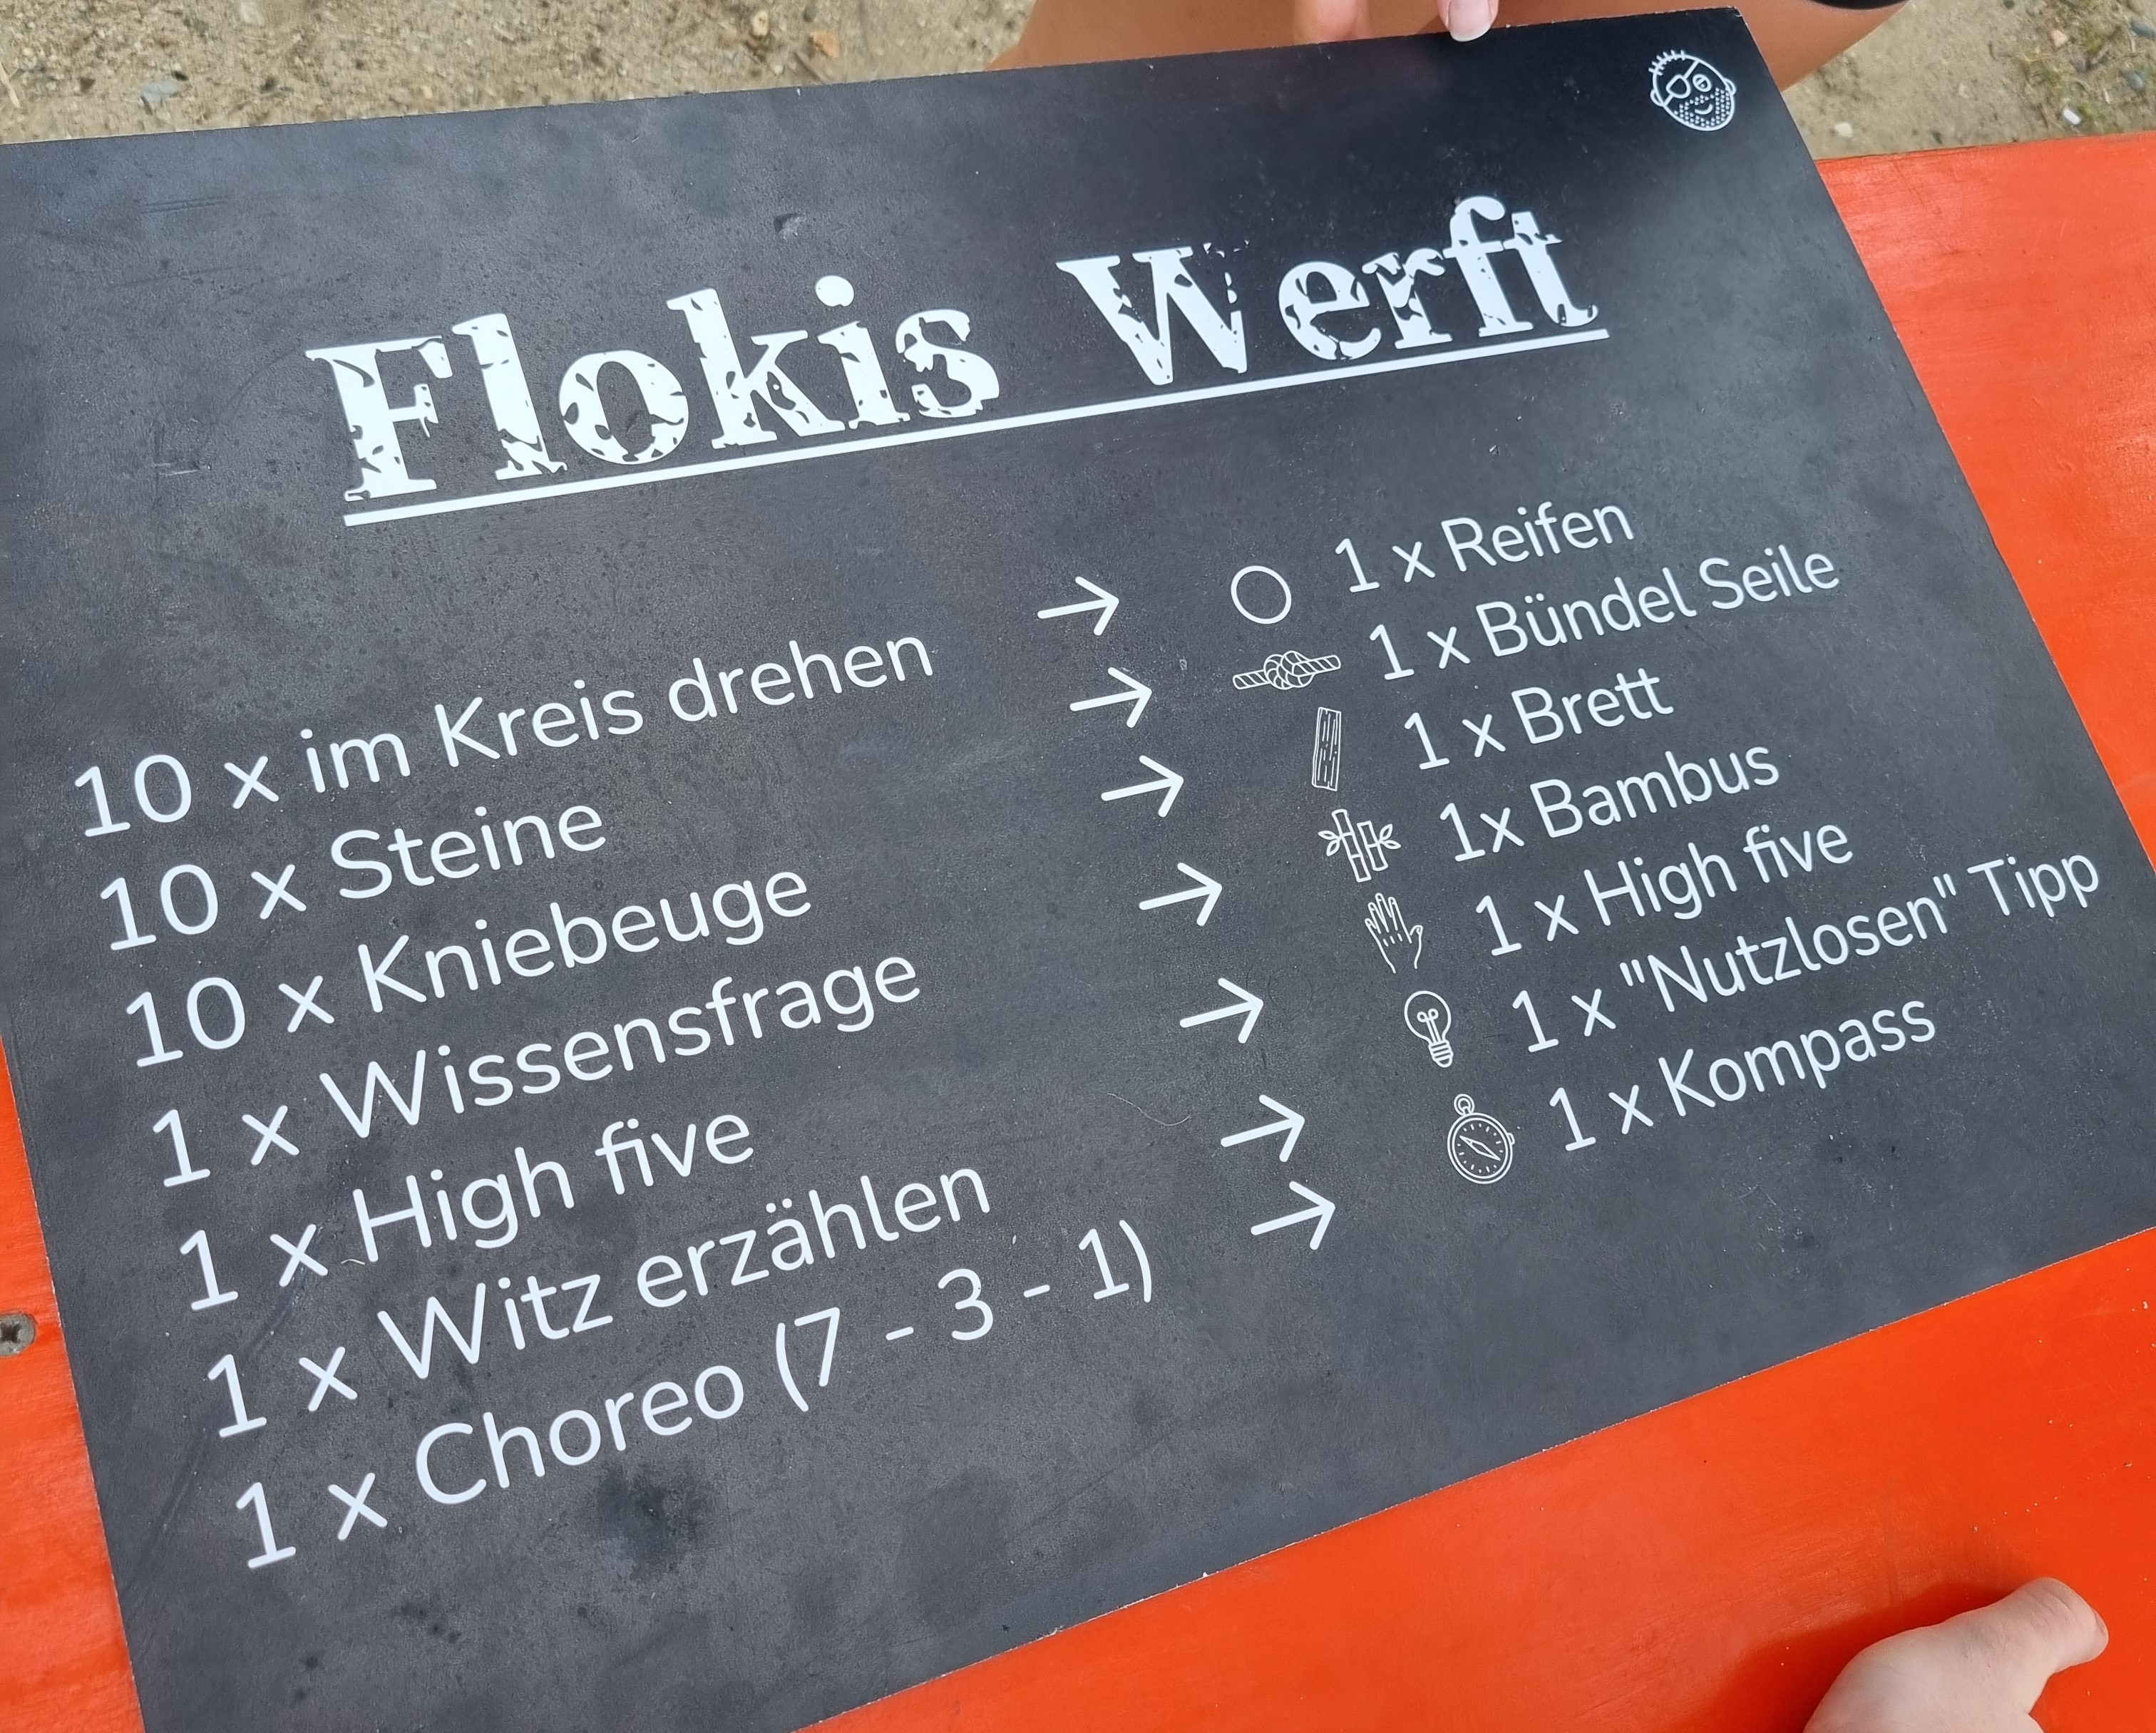 Flokis Werft
10 x im Kreis drehen → 1 x Reifen
10 x Steine → 1 x Bündel Seile
10 x Kniebeuge → 1 x Brett
1 x Wissensfrage → 1x Bambus
1 x High five → 1 x High five
1 x Witz erzählen → 1 x "Nutzlosen" Tipp
1 x Choreo (7 - 3 - 1) → 1 x Kompass